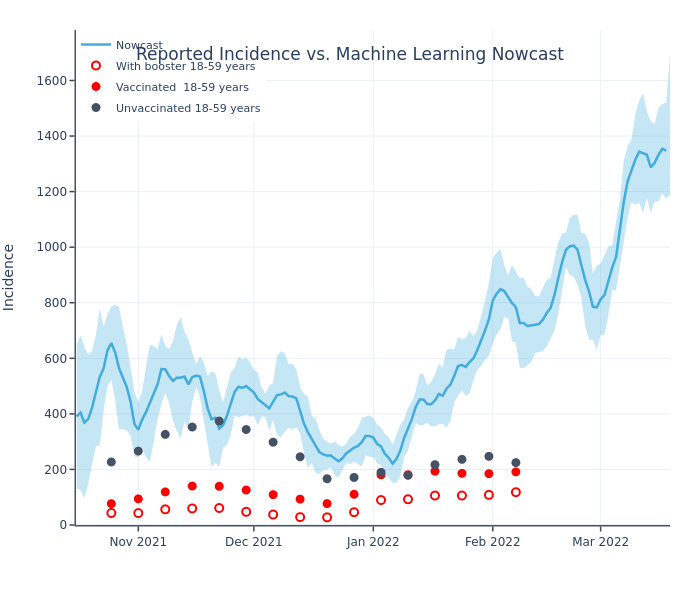 Reported Incidence vs. Machine Learning Nowcast
Nowcast
With booster 18-59 years
Vaccinated  18-59 years
Unvaccinated 18-59 years
Incidence
1600
1400
1200
1000
800
600
400
200
0
Nov 2021
Dec 2021
Jan 2022
Feb 2022
Mar 2022